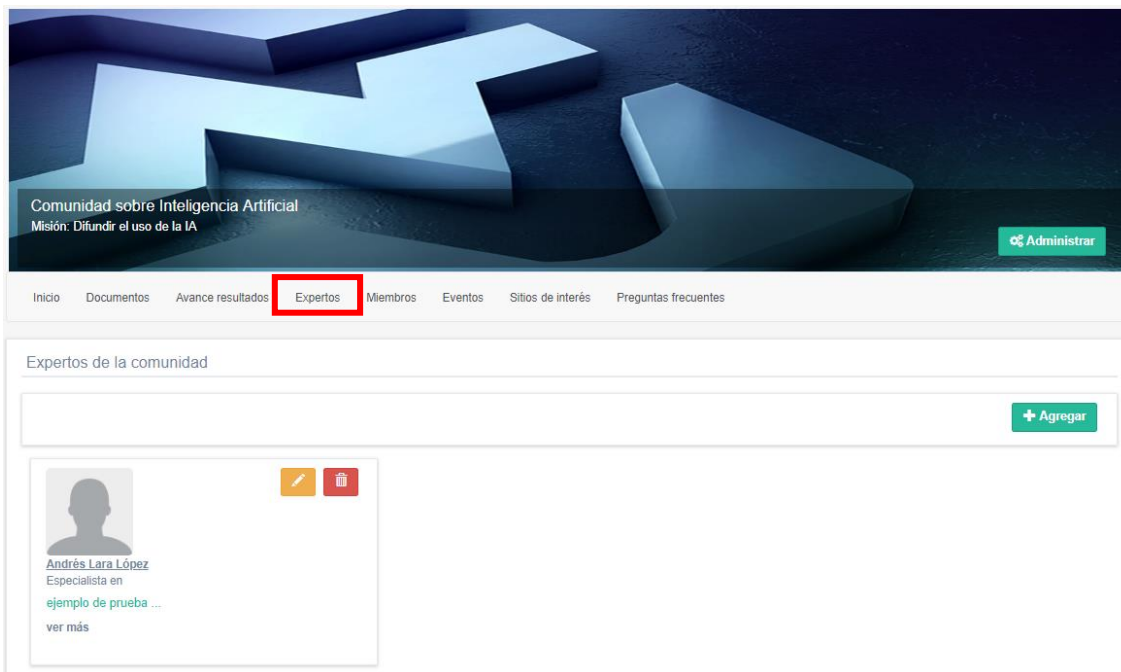 Comunidad sobre Inteligencia Artificial
Misión: Difundir el uso de la IA
Administrar
Inicio Documentos Avance resultados Expertos Miembros Eventos Sitios de interés Preguntas frecuentes
Expertos de la comunidad
Agregar
Andrés Lara López
Especialista en
ejemplo de prueba ...
ver más